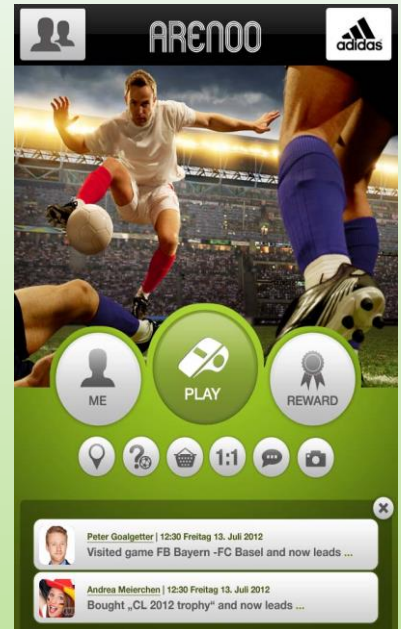 ARENOO
adidas
ME
PLAY
REWARD
1:1
Peter Goalgetter | 12:30 Freitag 13. Juli 2012
Visited game FB Bayern -FC Basel and now leads ...
Andrea Meierchen | 12:30 Freitag 13. Juli 2012
Bought „CL 2012 trophy“ and now leads ...